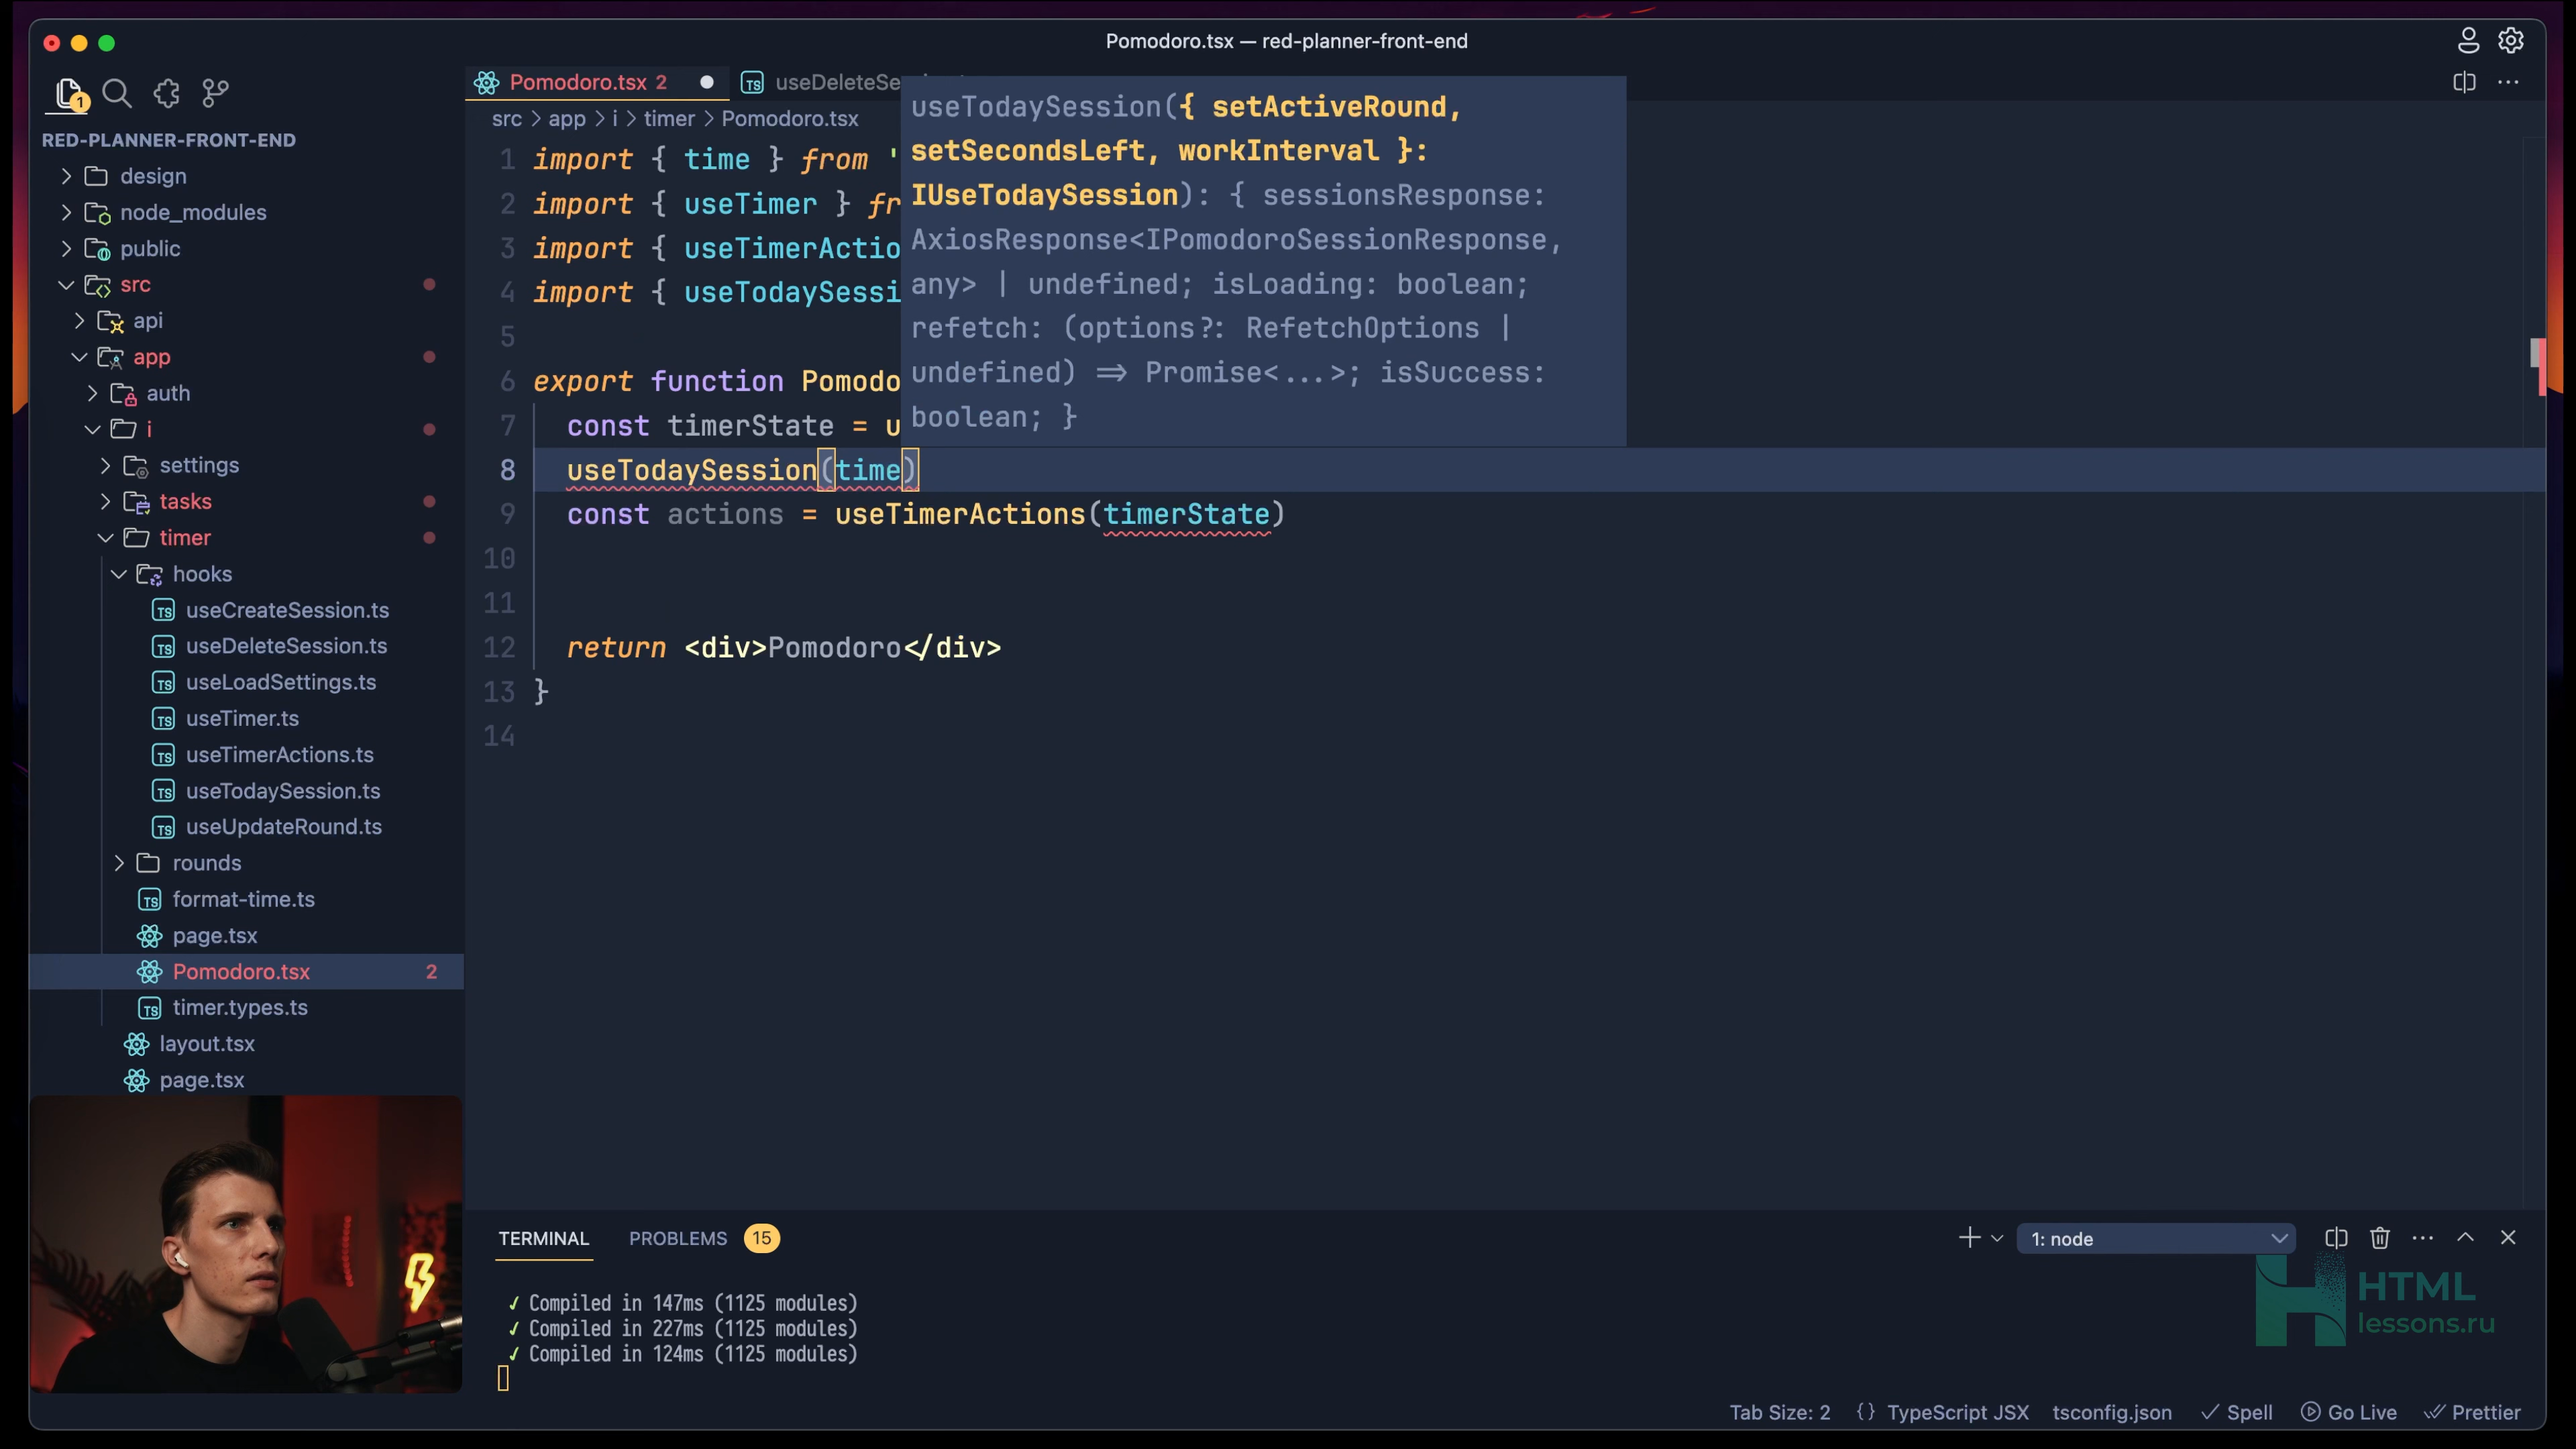 Pomodoro.tsx — red-planner-front-end
1
RED-PLANNER-FRONT-END
design
node_modules
public
src
api
app
auth
i
settings
tasks
timer
hooks
useCreateSession.ts
useDeleteSession.ts
useLoadSettings.ts
useTimer.ts
useTimerActions.ts
useTodaySession.ts
useUpdateRound.ts
rounds
format-time.ts
page.tsx
Pomodoro.tsx 2
timer.types.ts
layout.tsx
page.tsx
Pomodoro.tsx 2
useDeleteSe
src > app > i > timer > Pomodoro.tsx
1 import { time } from '
2 import { useTimer } fr
3 import { useTimerActio
4 import { useTodaySessi
5
6 export function Pomodo
7 const timerState = u
8 useTodaySession(time)
9 const actions = useTimerActions(timerState)
10
11
12 return <div>Pomodoro</div>
13 }
14
useTodaySession({ setActiveRound,
setSecondsLeft, workInterval }:
IUseTodaySession): { sessionsResponse:
AxiosResponse<IPomodoroSessionResponse,
any> | undefined; isLoading: boolean;
refetch: (options?: RefetchOptions |
undefined) => Promise<...>; isSuccess:
boolean; }
TERMINAL PROBLEMS 15
1: node
✓ Compiled in 147ms (1125 modules)
✓ Compiled in 227ms (1125 modules)
✓ Compiled in 124ms (1125 modules)
HTML
lessons.ru
Tab Size: 2 {} TypeScript JSX tsconfig.json ✓ Spell Go Live Prettier